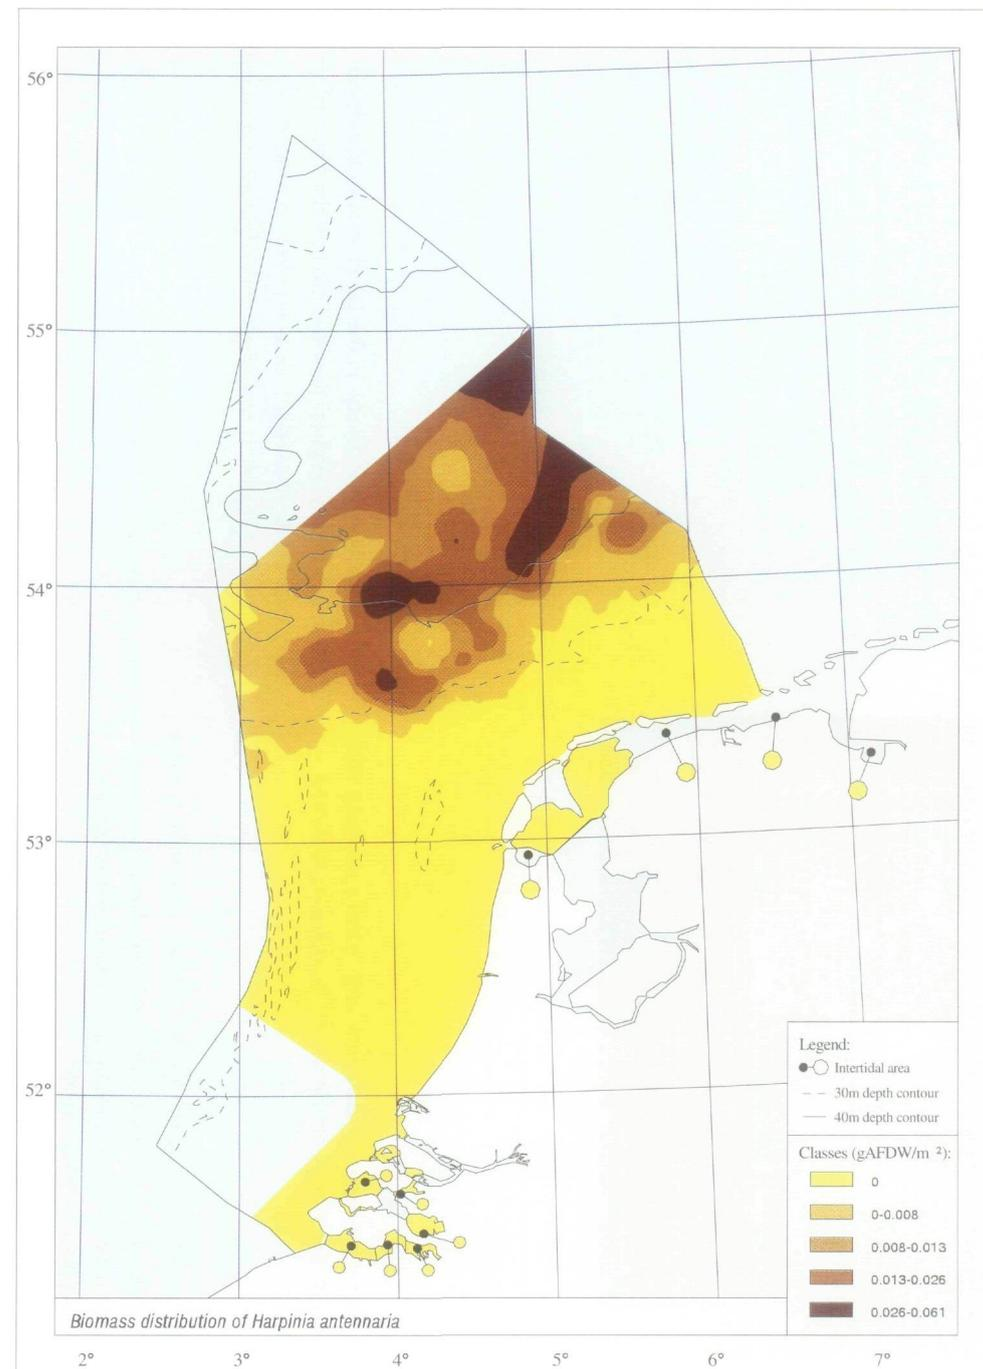 56°
55°
54°
53°
52°
Legend:
Intertidal area
30m depth contour
40m depth contour
Classes (gAFDW/m 2):
0
0-0.008
0.008-0.013
0.013-0.026
0.026-0.061
Biomass distribution of Harpinia antennaria
2°
3°
4°
5°
6°
7°